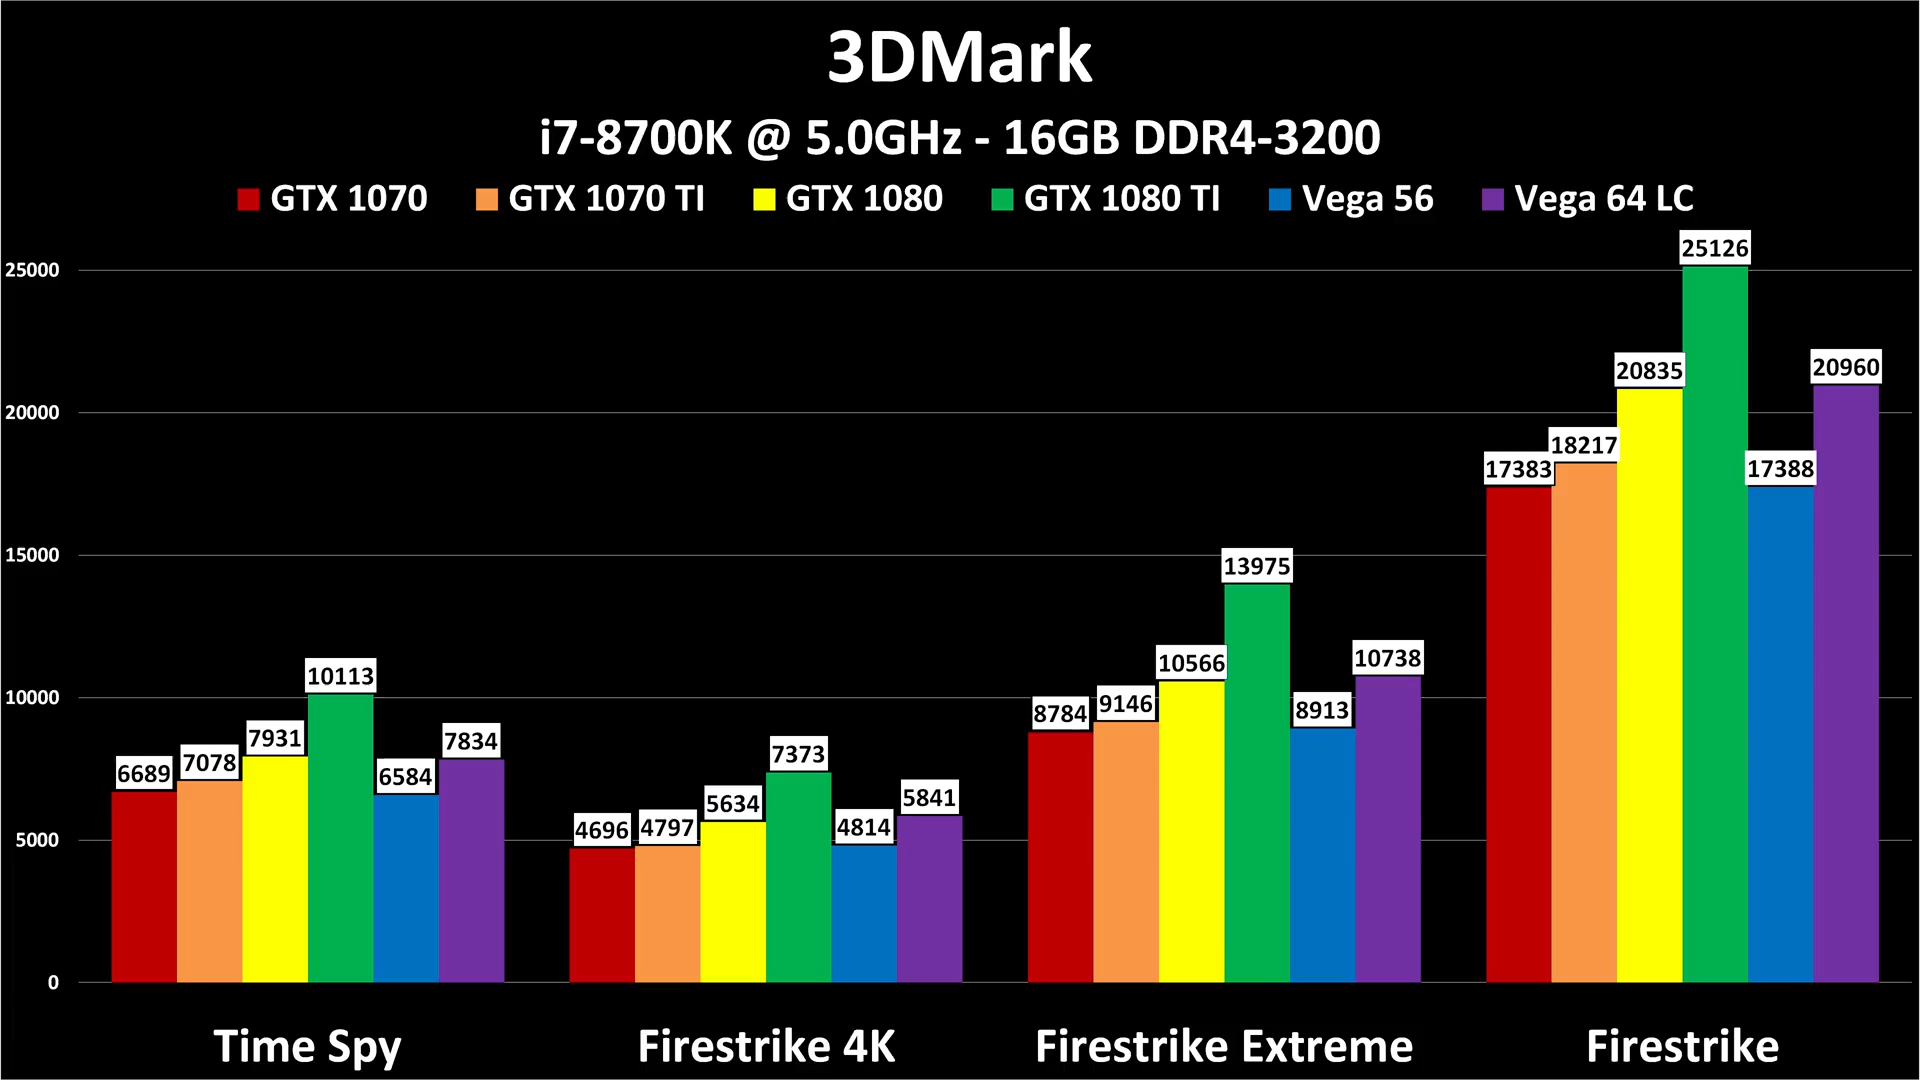 3DMark
i7-8700K @ 5.0GHz - 16GB DDR4-3200
GTX 1070 GTX 1070 TI GTX 1080 GTX 1080 TI Vega 56 Vega 64 LC
25000
20000
15000
10000
5000
0
6689 7078 7931 10113 6584 7834
4696 4797 5634 7373 4814 5841
8784 9146 10566 13975 8913 10738
17383 18217 20835 25126 17388 20960
Time Spy Firestrike 4K Firestrike Extreme Firestrike